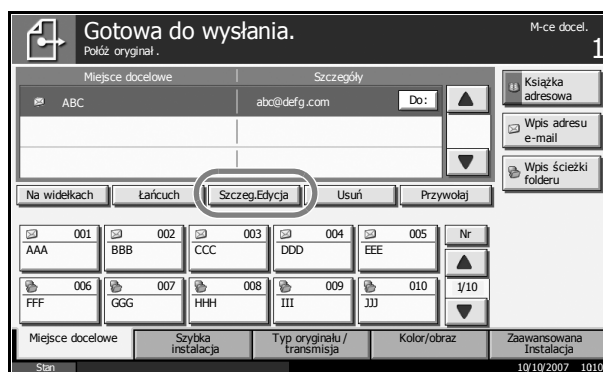 Gotowa do wysłania.
M-ce docel.
Połóż oryginał.
1
Miejsce docelowe Szczegóły
ABC abc@defg.com Do:
Książka
adresowa
Wpis adresu
e-mail
Wpis ścieżki
folderu
Na widełkach Łańcuch Szczeg.Edycja Usuń Przywołaj
001 002 003 004 005 Nr
AAA BBB CCC DDD EEE
006 007 008 009 010 1/10
FFF GGG HHH III JJJ
Miejsce docelowe Szybka instalacja Typ oryginału / transmisja Kolor/obraz Zaawansowana Instalacja
Stan 10/10/2007 1010